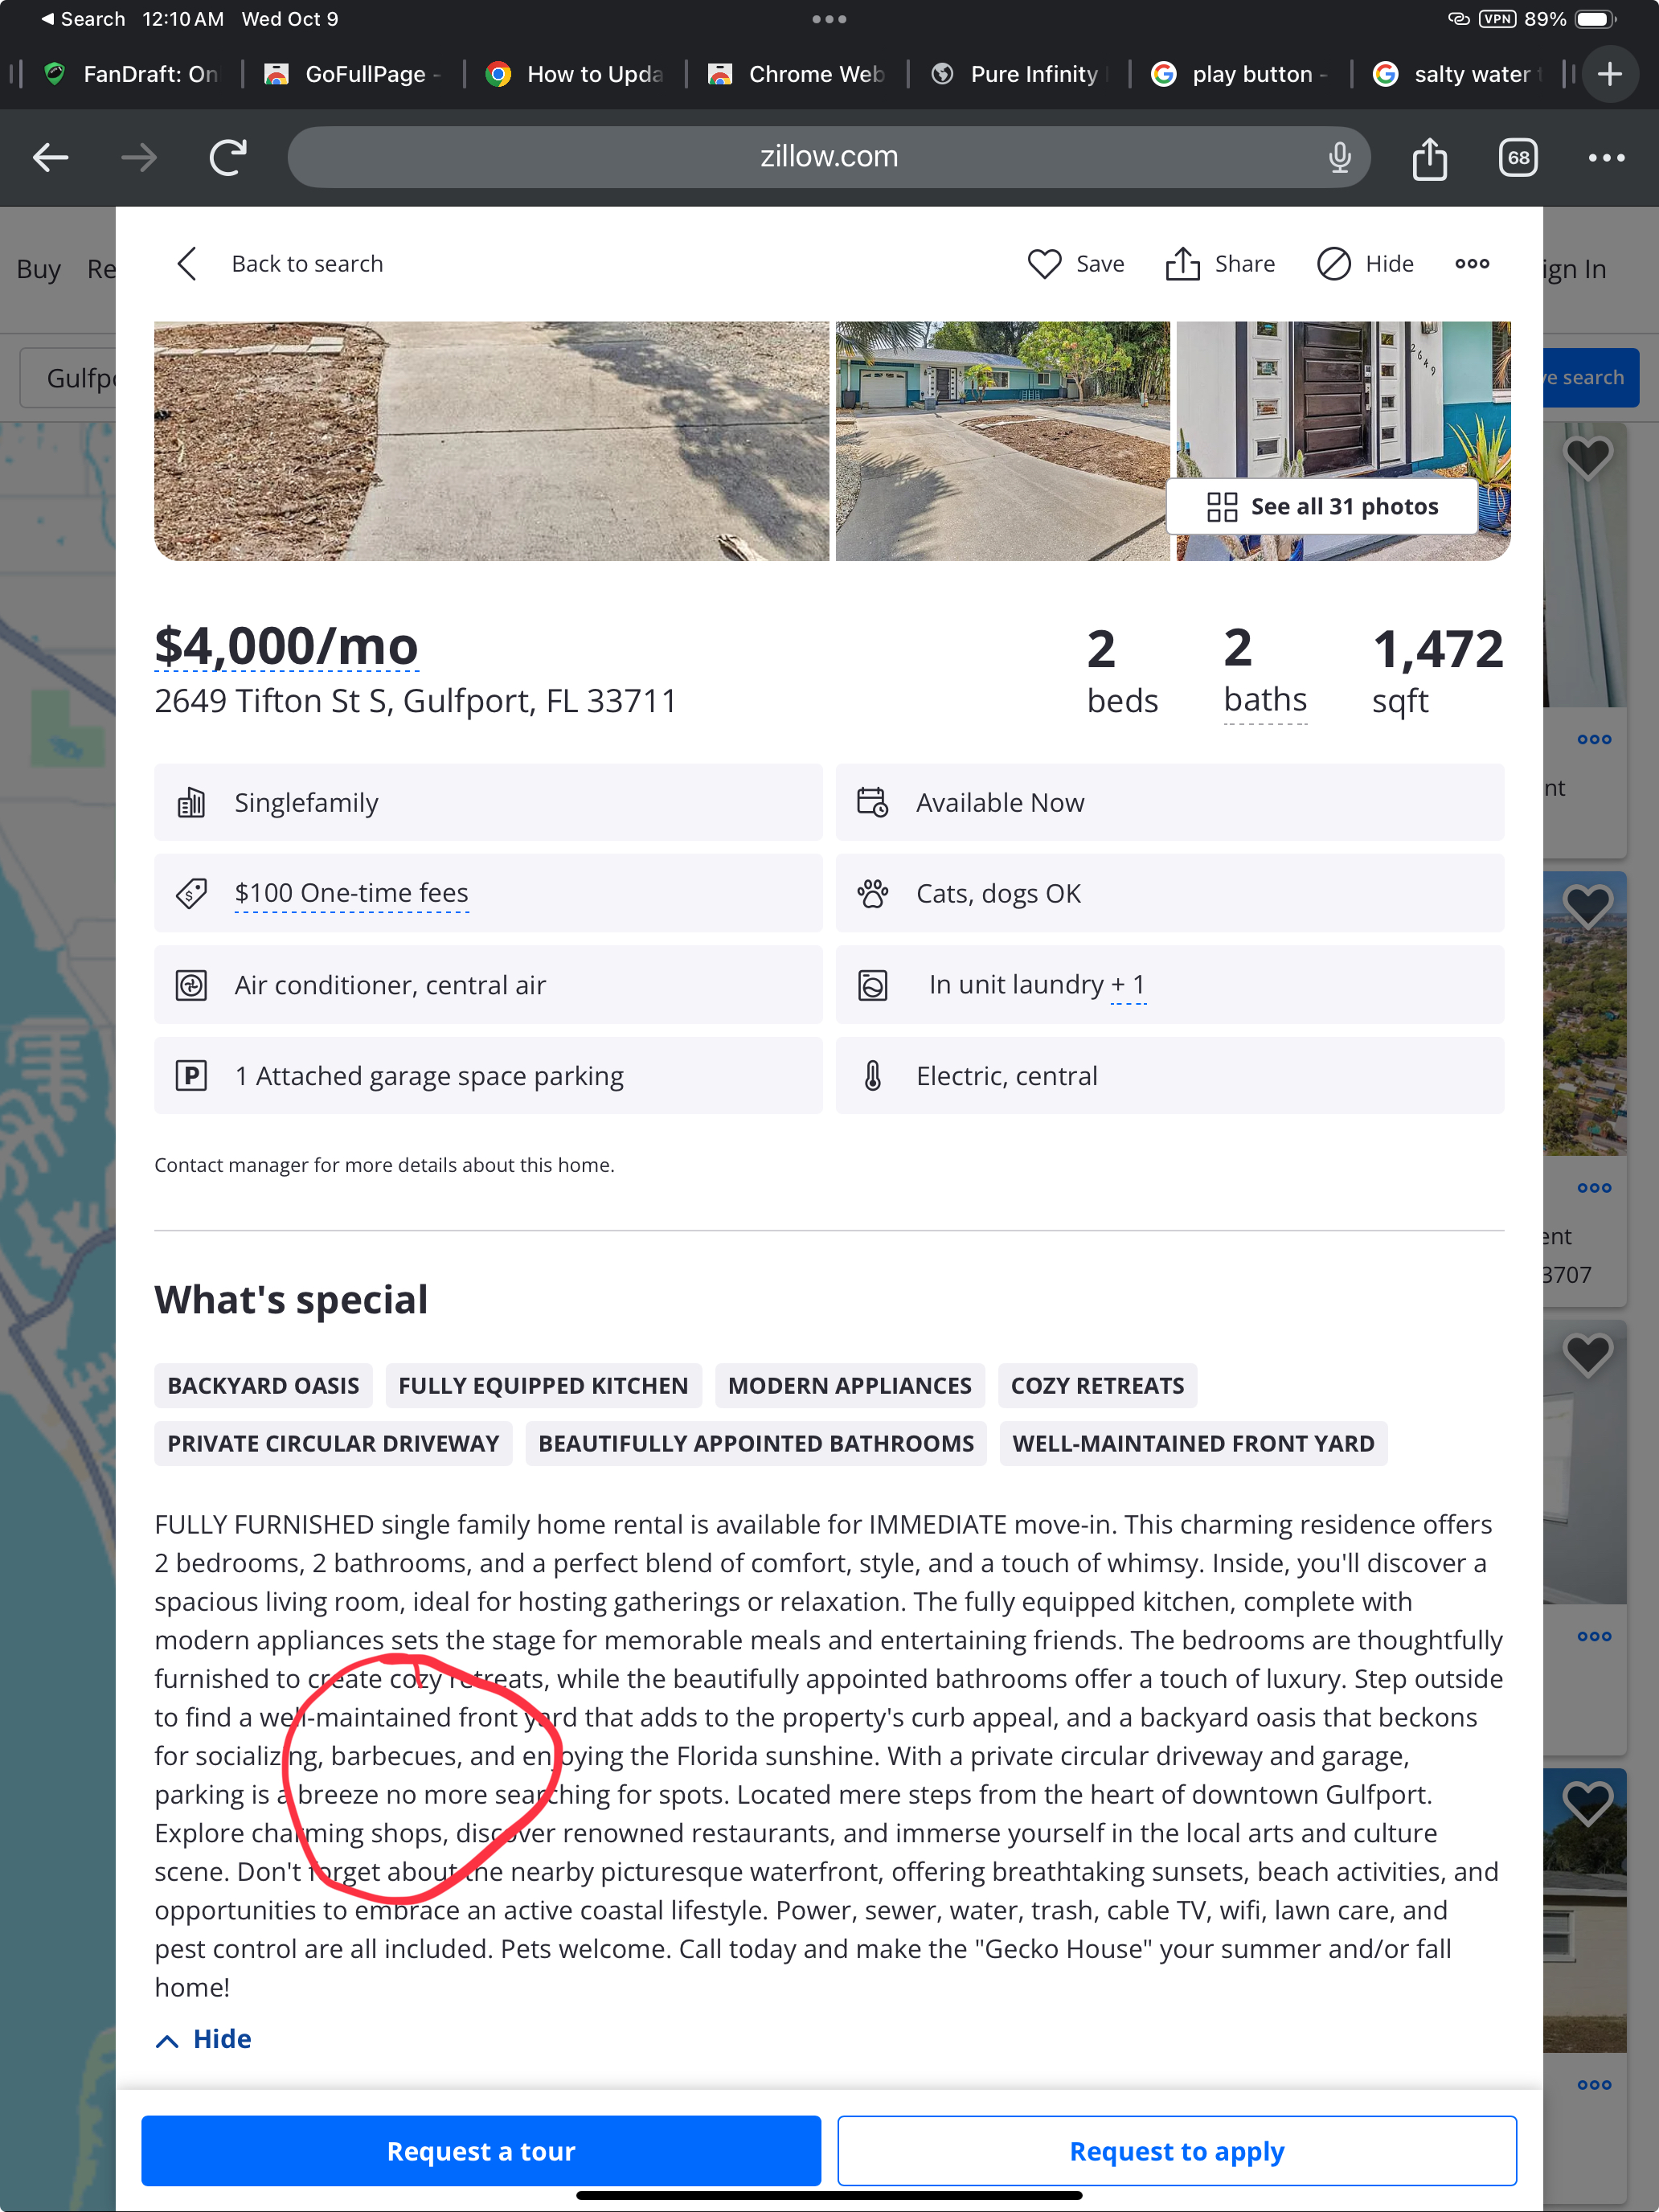 Search 12:10 AM Wed Oct 9
VPN 89%
FanDraft: On
GoFullPage -
How to Upda
Chrome Web
Pure Infinity
play button -
salty water
zillow.com
68
Buy Re
ign In
Back to search
Save
Share
Hide
Gulfp
ve search
2649
See all 31 photos
$4,000/mo
2649 Tifton St S, Gulfport, FL 33711
2 beds
2 baths
1,472 sqft
nt
Singlefamily
Available Now
$100 One-time fees
Cats, dogs OK
Air conditioner, central air
In unit laundry + 1
P
1 Attached garage space parking
Electric, central
Contact manager for more details about this home.
ent
3707
What's special
BACKYARD OASIS
FULLY EQUIPPED KITCHEN
MODERN APPLIANCES
COZY RETREATS
PRIVATE CIRCULAR DRIVEWAY
BEAUTIFULLY APPOINTED BATHROOMS
WELL-MAINTAINED FRONT YARD
FULLY FURNISHED single family home rental is available for IMMEDIATE move-in. This charming residence offers
2 bedrooms, 2 bathrooms, and a perfect blend of comfort, style, and a touch of whimsy. Inside, you'll discover a
spacious living room, ideal for hosting gatherings or relaxation. The fully equipped kitchen, complete with
modern appliances sets the stage for memorable meals and entertaining friends. The bedrooms are thoughtfully
furnished to create cozy retreats, while the beautifully appointed bathrooms offer a touch of luxury. Step outside
to find a well-maintained front yard that adds to the property's curb appeal, and a backyard oasis that beckons
for socializing, barbecues, and enjoying the Florida sunshine. With a private circular driveway and garage,
parking is a breeze no more searching for spots. Located mere steps from the heart of downtown Gulfport.
Explore charming shops, discover renowned restaurants, and immerse yourself in the local arts and culture
scene. Don't forget about the nearby picturesque waterfront, offering breathtaking sunsets, beach activities, and
opportunities to embrace an active coastal lifestyle. Power, sewer, water, trash, cable TV, wifi, lawn care, and
pest control are all included. Pets welcome. Call today and make the "Gecko House" your summer and/or fall
home!
Hide
Request a tour
Request to apply